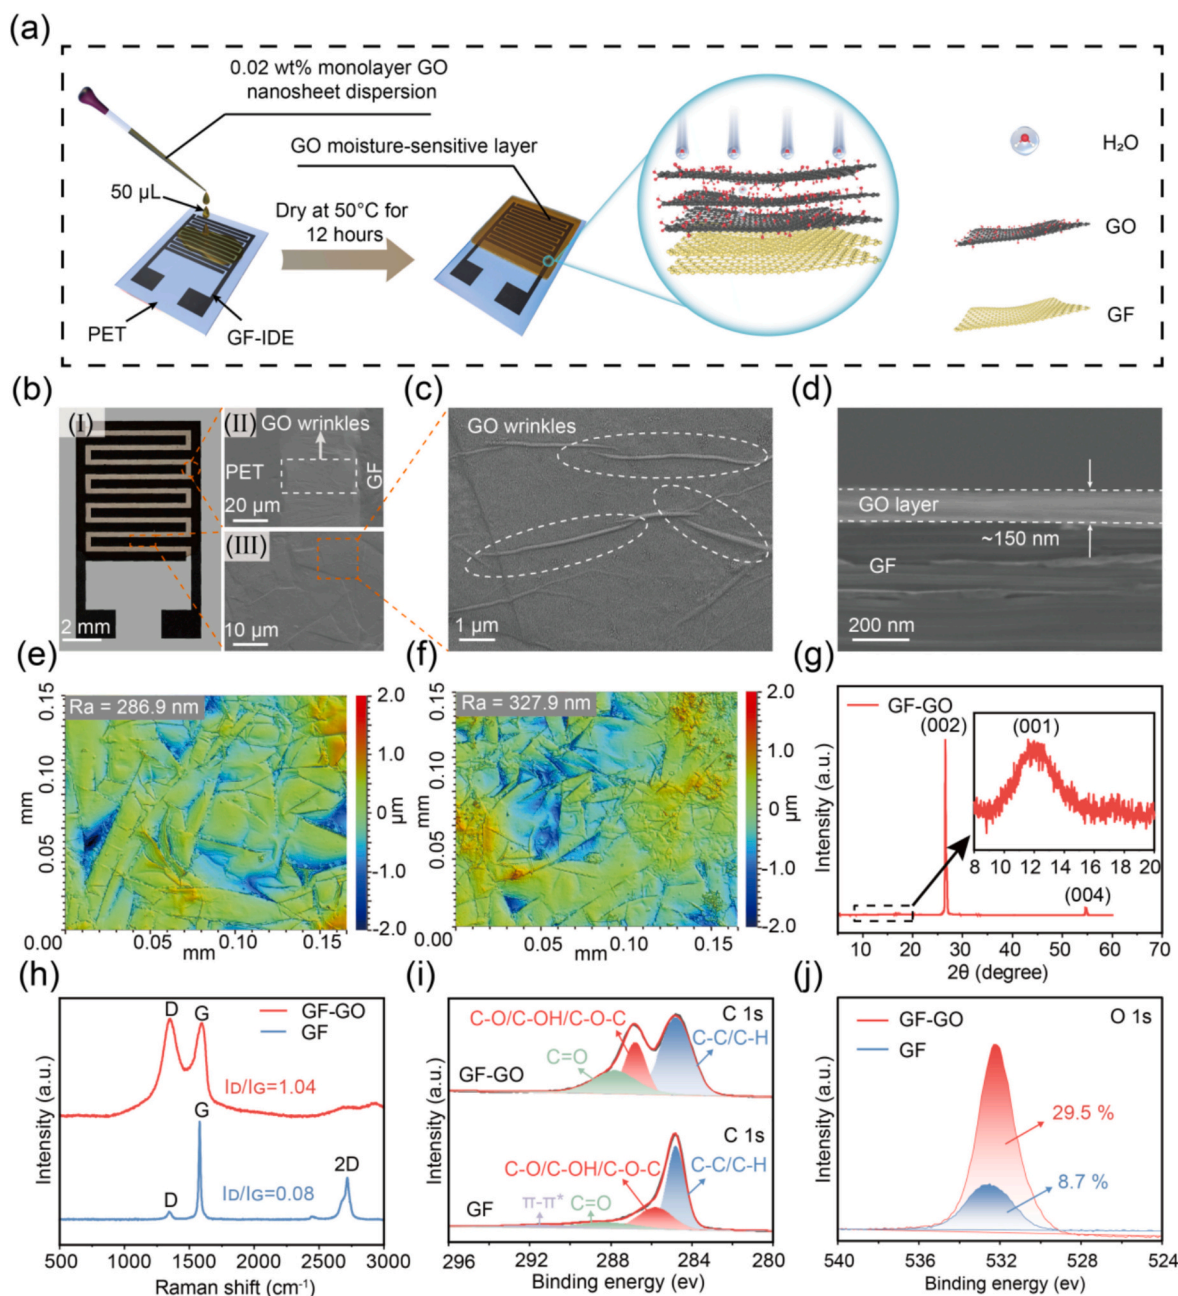 (a)
0.02 wt% monolayer GO
nanosheet dispersion
GO moisture-sensitive layer
50 μL
Dry at 50°C for
12 hours
PET
GF-IDE
H₂O
GO
GF
(b)
(I)
2 mm
(II)
GO wrinkles
PET
GF
20 μm
(III)
10 μm
(c)
GO wrinkles
1 μm
(d)
GO layer
~150 nm
GF
200 nm
(e)
Ra = 286.9 nm
0.15
0.10
0.05
0.00
mm
0.05
0.10
0.15
mm
2.0
1.0
0
-1.0
-2.0
μm
(f)
Ra = 327.9 nm
0.15
0.10
0.05
0.00
mm
0.05
0.10
0.15
mm
2.0
1.0
0
-1.0
-2.0
μm
(g)
GF-GO
(002)
(001)
8 10 12 14 16 18 20
(004)
Intensity (a.u.)
10 20 30 40 50 60 70
2θ (degree)
(h)
D
G
GF-GO
GF
ID/IG=1.04
G
2D
D
ID/IG=0.08
Intensity (a.u.)
500 1000 1500 2000 2500 3000
Raman shift (cm⁻¹)
(i)
C 1s
C-O/C-OH/C-O-C
C-C/C-H
C=O
GF-GO
C 1s
C-O/C-OH/C-O-C
C-C/C-H
π-π*
C=O
GF
Intensity (a.u.)
296 292 288 284 280
Binding energy (ev)
(j)
GF-GO
GF
O 1s
29.5 %
8.7 %
Intensity (a.u.)
540 536 532 528 524
Binding energy (ev)